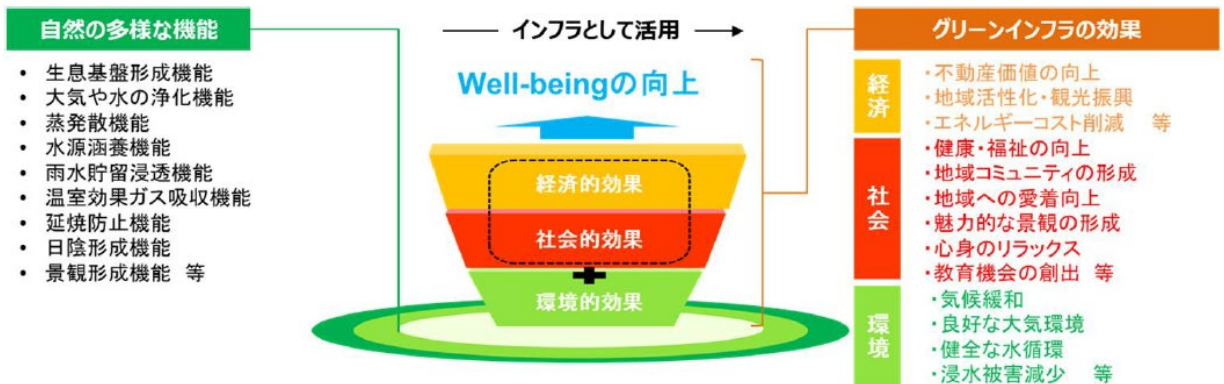 自然の多様な機能
• 生息基盤形成機能
• 大気や水の浄化機能
• 蒸発散機能
• 水源涵養機能
• 雨水貯留浸透機能
• 温室効果ガス吸収機能
• 延焼防止機能
• 日陰形成機能
• 景観形成機能 等
インフラとして活用
Well-beingの向上
経済的効果
社会的効果
+
環境的効果
グリーンインフラの効果
経済
・不動産価値の向上
・地域活性化・観光振興
・エネルギーコスト削減 等
社会
・健康・福祉の向上
・地域コミュニティの形成
・地域への愛着向上
・魅力的な景観の形成
・心身のリラックス
・教育機会の創出 等
環境
・気候緩和
・良好な大気環境
・健全な水循環
・浸水被害減少 等